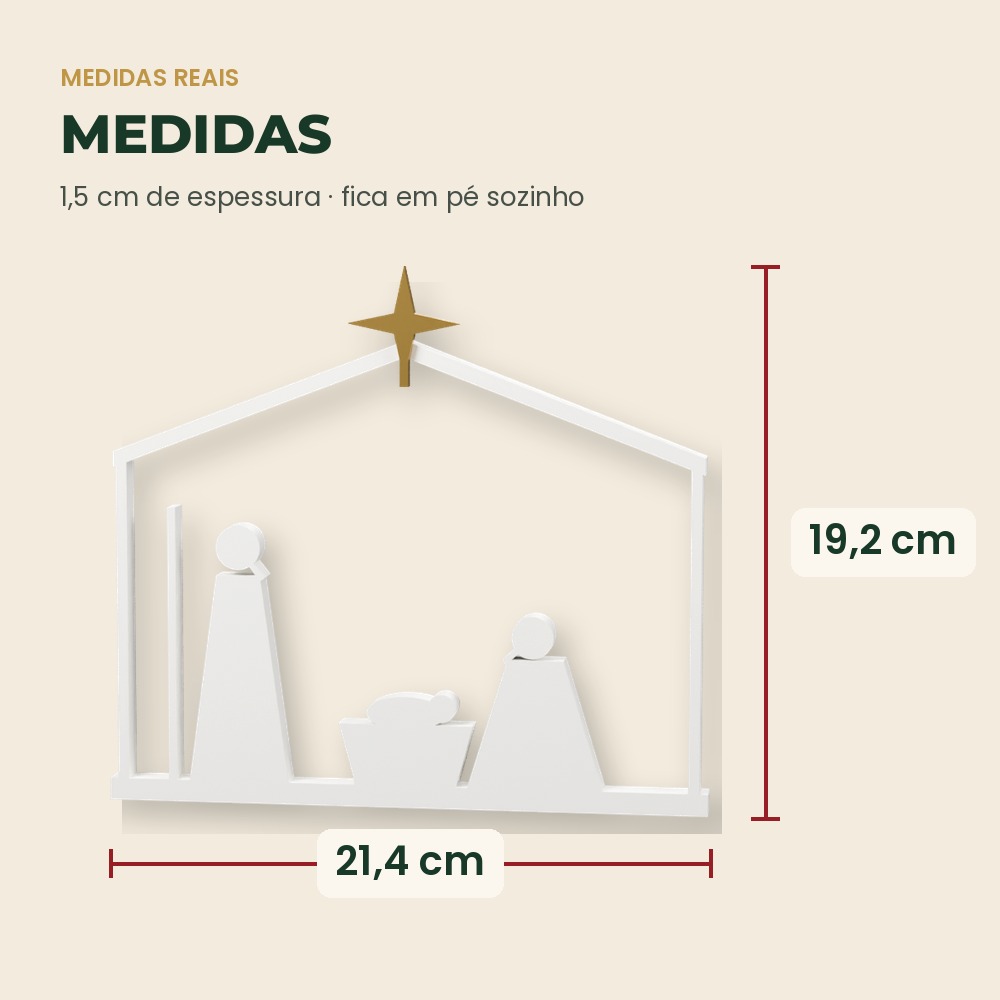 MEDIDAS REAIS
MEDIDAS
1,5 cm de espessura · fica em pé sozinho
19,2 cm
21,4 cm